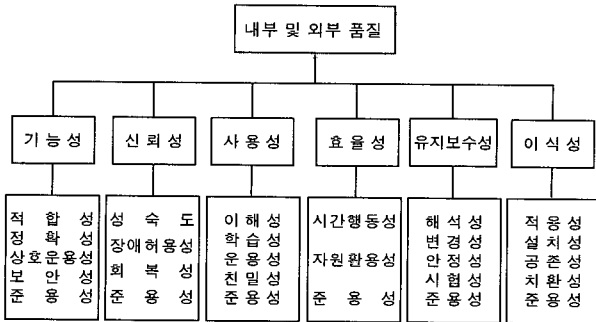 내부 및 외부 품질
기능성
신뢰성
사용성
효율성
유지보수성
이식성
적합성
정확성
상호운용성
보안성
준용성
성숙도
장애허용성
회복성
준용성
이해성
학습성
운용성
친밀성
준용성
시간행동성
자원환용성
준용성
해석성
변경성
안정성
시험성
준용성
적응성
설치성
공존성
치환성
준용성